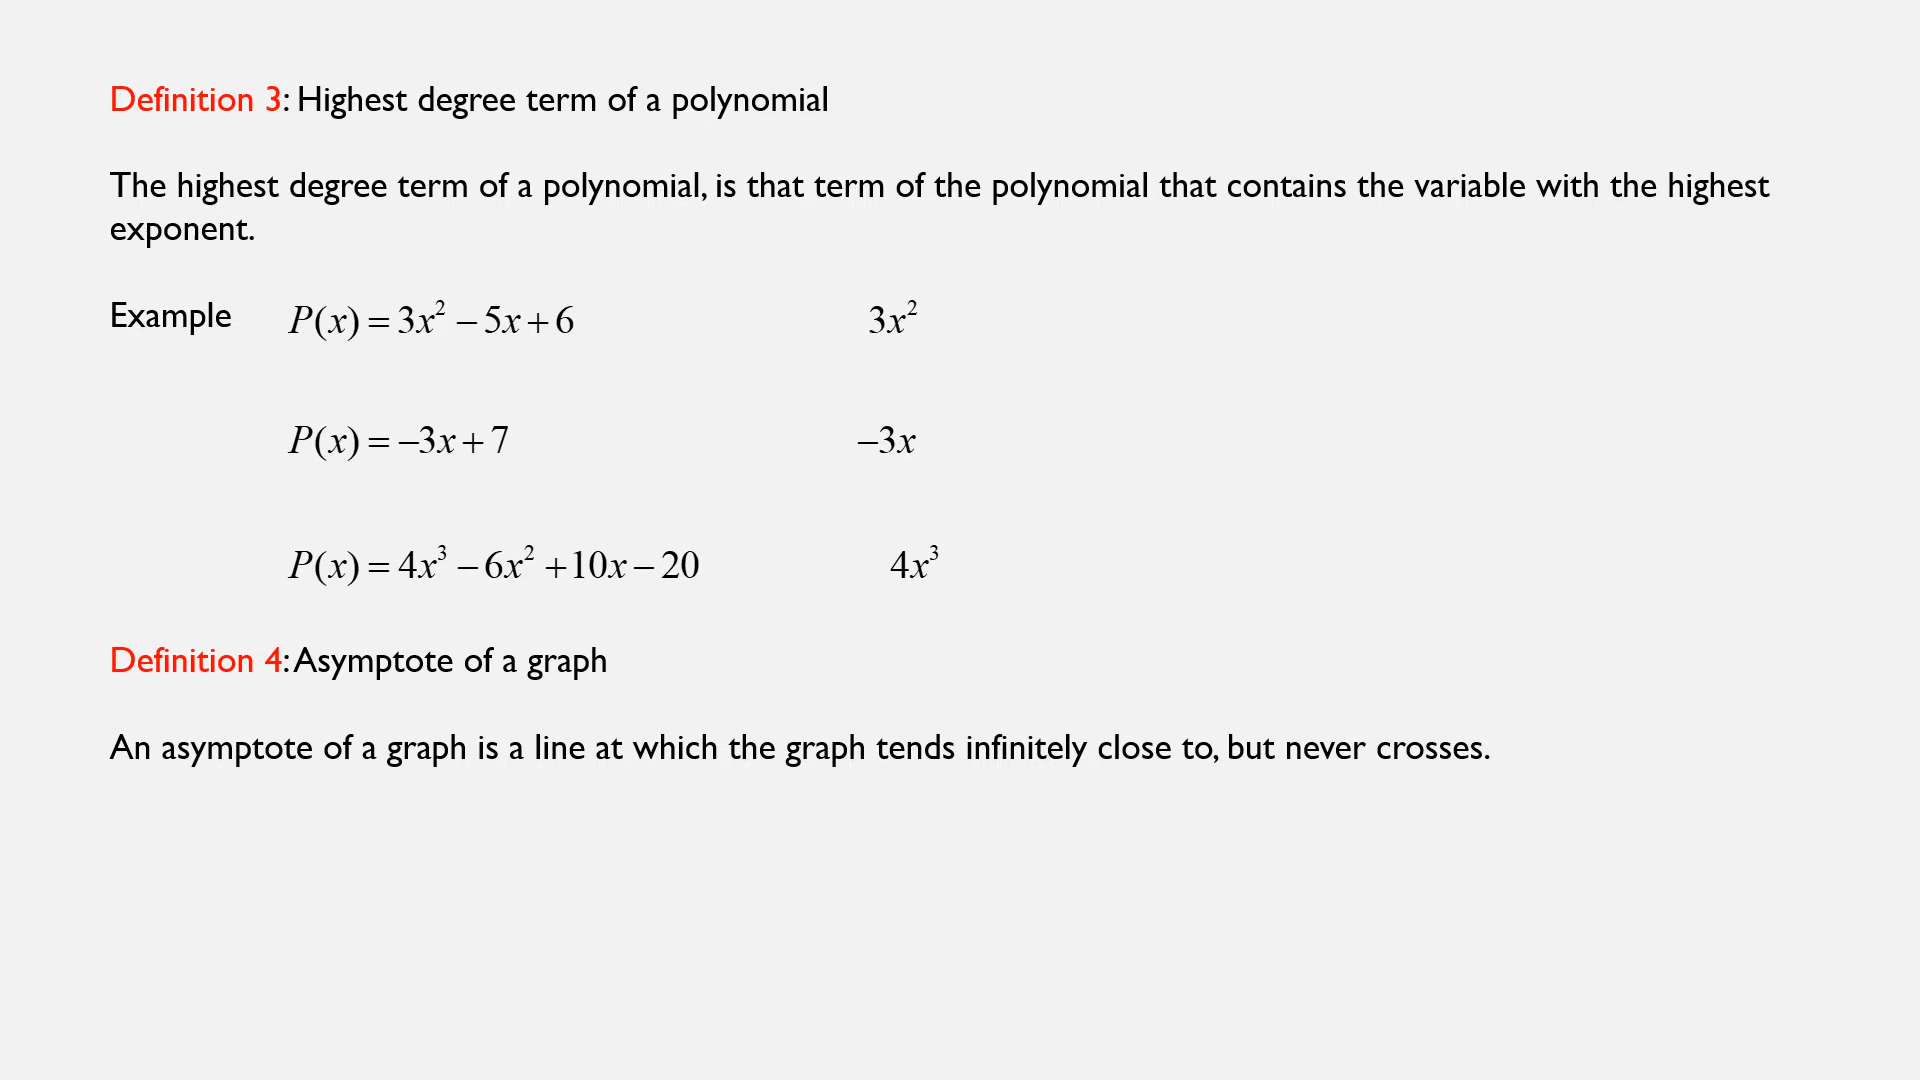 Definition 3: Highest degree term of a polynomial
The highest degree term of a polynomial, is that term of the polynomial that contains the variable with the highest
exponent.
Example P(x) = 3x² − 5x + 6 3x²
P(x) = −3x + 7 −3x
P(x) = 4x³ − 6x² + 10x − 20 4x³
Definition 4: Asymptote of a graph
An asymptote of a graph is a line at which the graph tends infinitely close to, but never crosses.